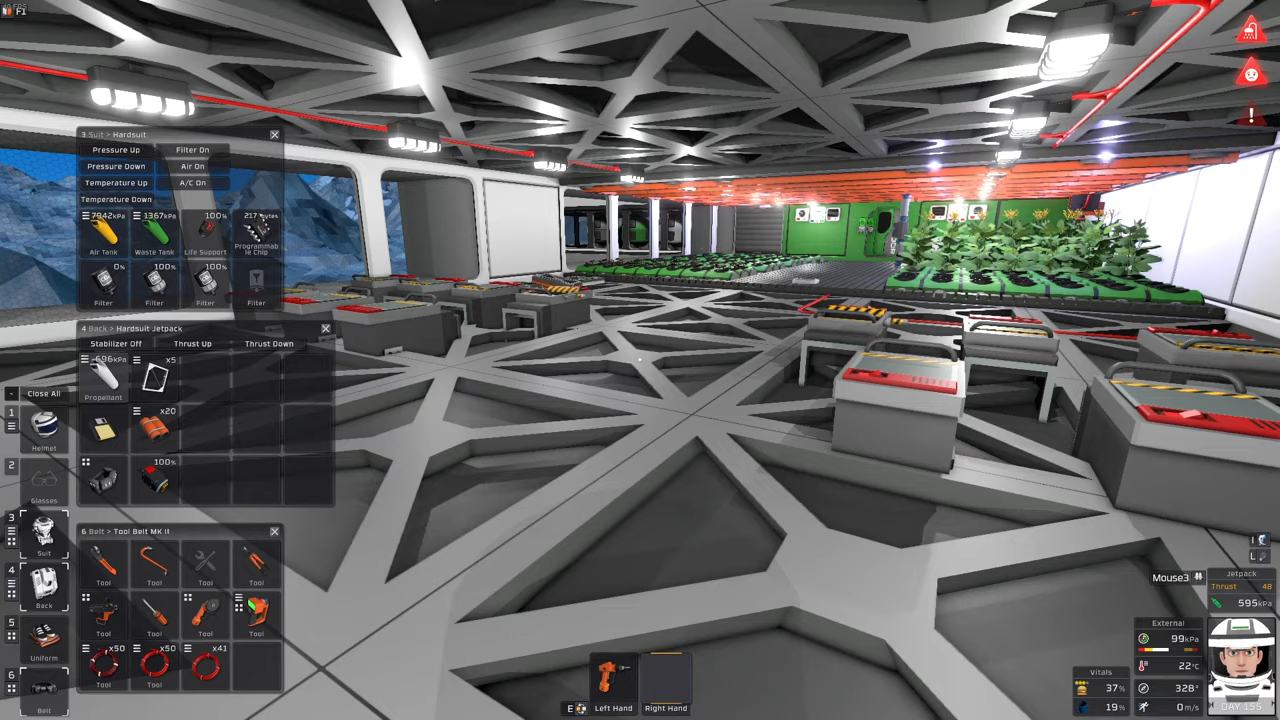 F1
3 Suit > Hardsuit
Pressure Up
Filter On
Pressure Down
Air On
Temperature Up
A/C On
Temperature Down
7942kPa
1367kPa
100%
217 bytes
Air Tank
Waste Tank
Life Support
Programmab
le Chip
0%
100%
100%
Filter
Filter
Filter
Filter
4 Back > Hardsuit Jetpack
Stabilizer Off
Thrust Up
Thrust Down
x5
Propellant
x20
100%
- Close All
1
Helmet
2
Glasses
3
Suit
4
Back
5
Uniform
6
Belt
6 Belt > Tool Belt MK II
Tool
Tool
Tool
Tool
Tool
Tool
Tool
Tool
x50
x50
x41
Tool
Tool
Tool
E
Left Hand
Right Hand
I
L
Mouse3
Jetpack
Thrust 48
595kPa
External
99kPa
22°C
328°
0m/s
Vitals
37%
19%
DAY 155